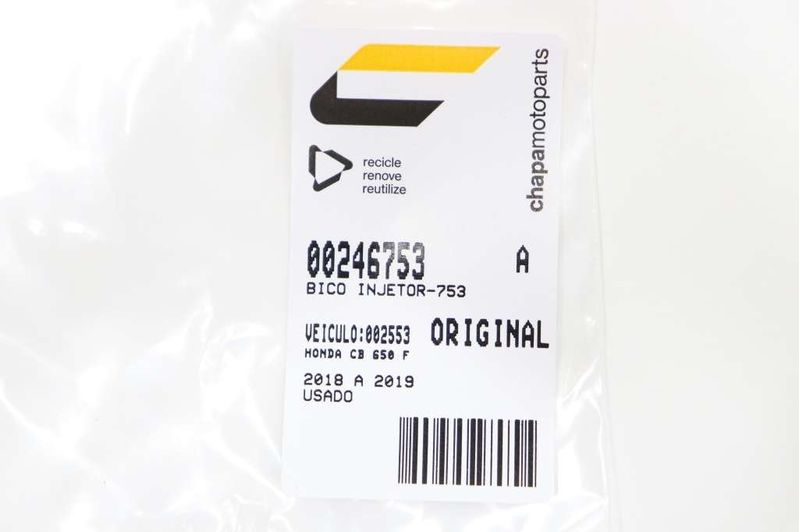 chapamotoparts
recicle
renove
reutilize
00246753 A
BICO INJETOR-753
VEICULO:002553 ORIGINAL
HONDA CB 650 F
2018 A 2019
USADO